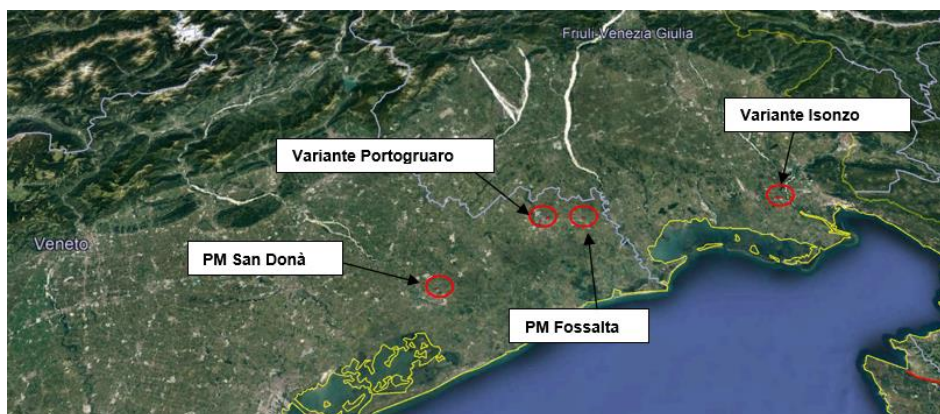 Friuli-Venezia Giulia
Variante Isonzo
Variante Portogruaro
Veneto
PM San Donà
PM Fossalta